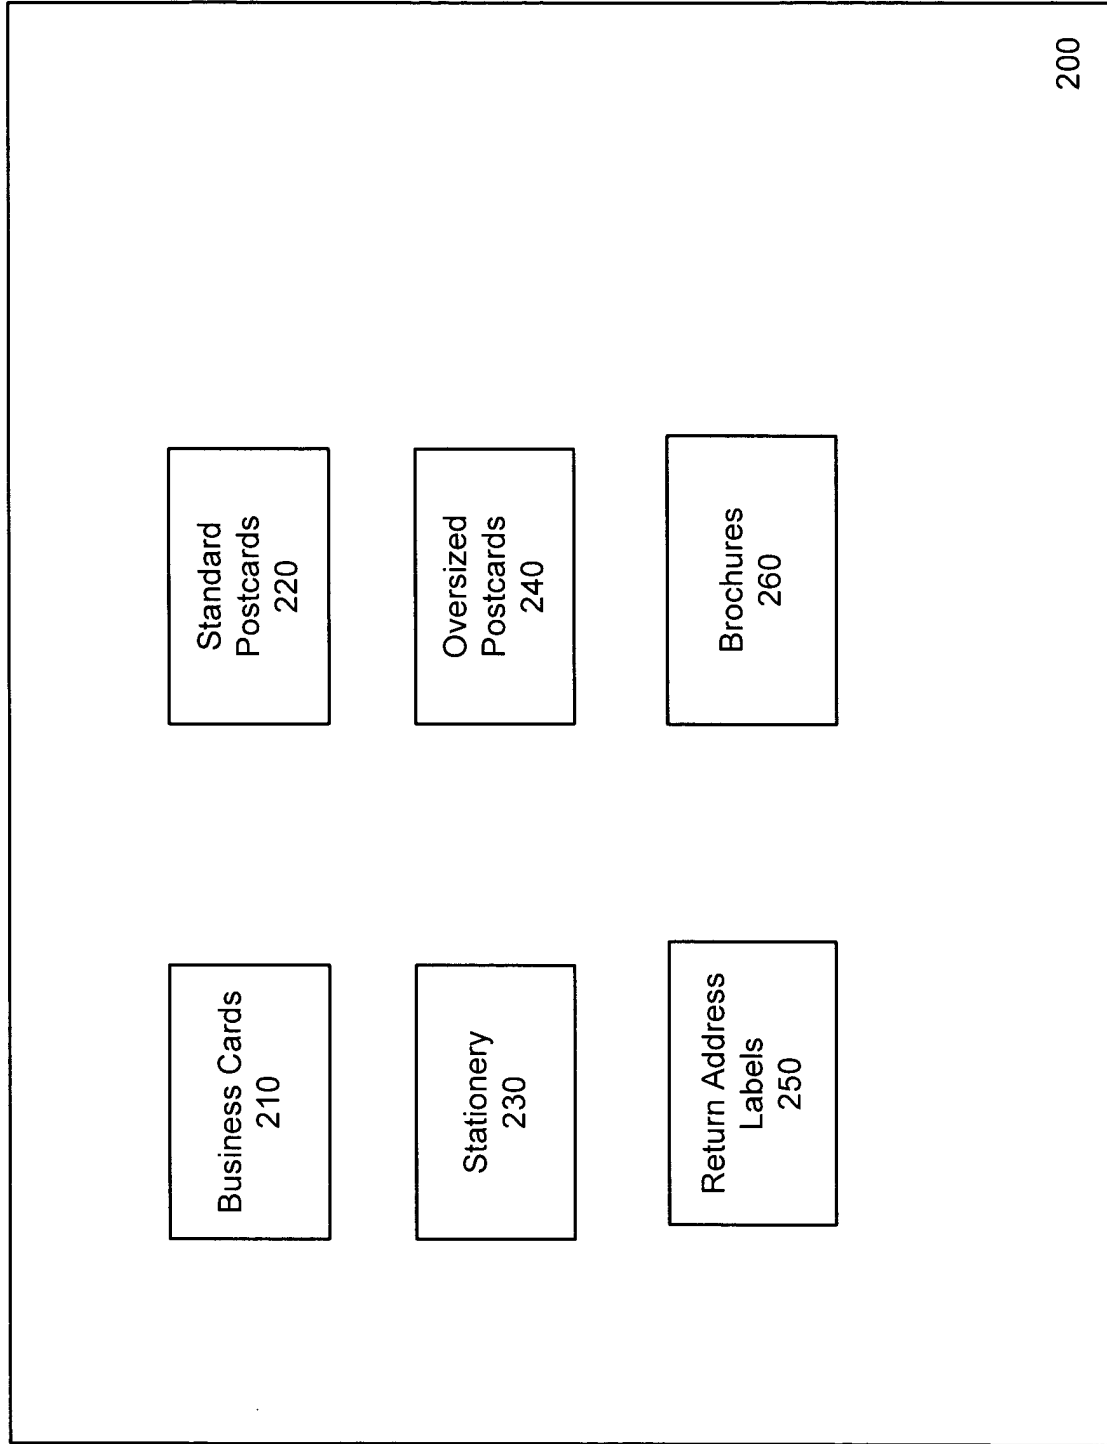 Business Cards
210
Standard
Postcards
220
Stationery
230
Oversized
Postcards
240
Return Address
Labels
250
Brochures
260
200